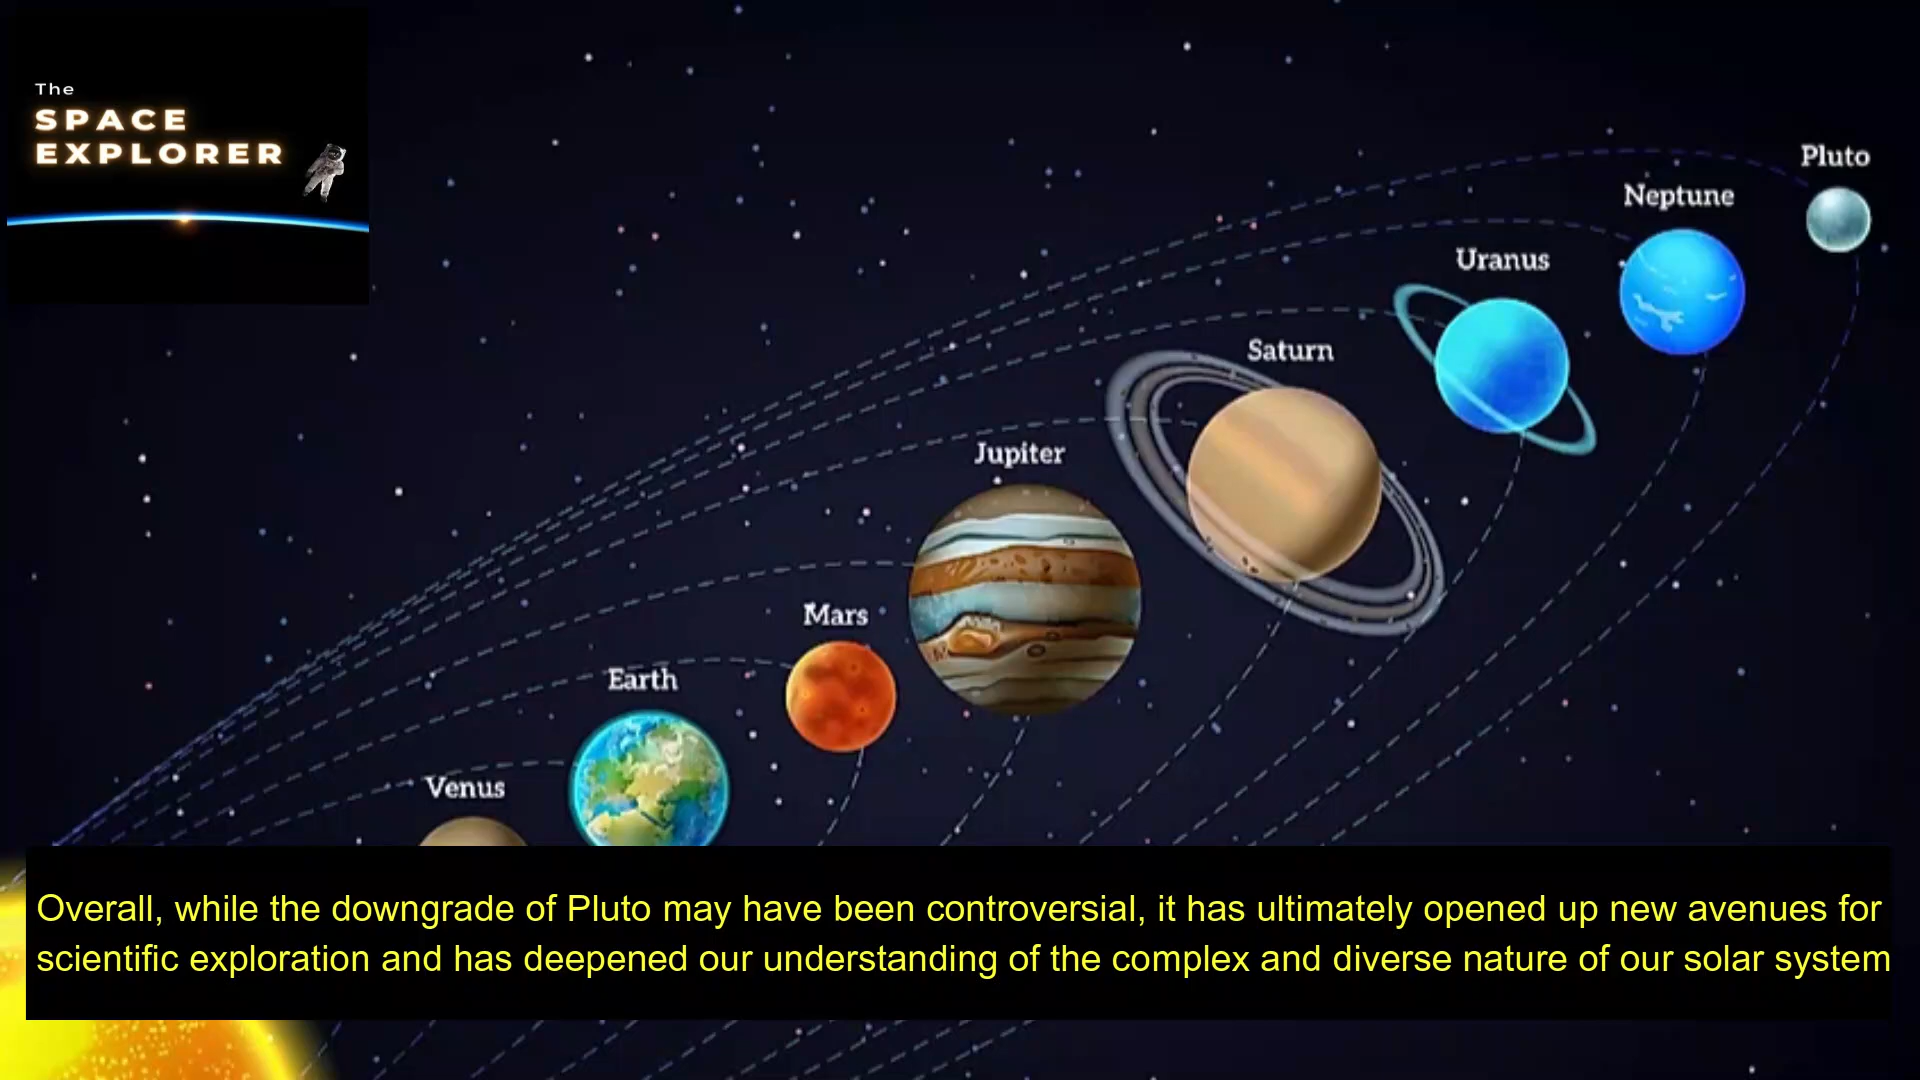 The
SPACE
EXPLORER
Pluto
Neptune
Uranus
Saturn
Jupiter
Mars
Earth
Venus
Overall, while the downgrade of Pluto may have been controversial, it has ultimately opened up new avenues for
scientific exploration and has deepened our understanding of the complex and diverse nature of our solar system